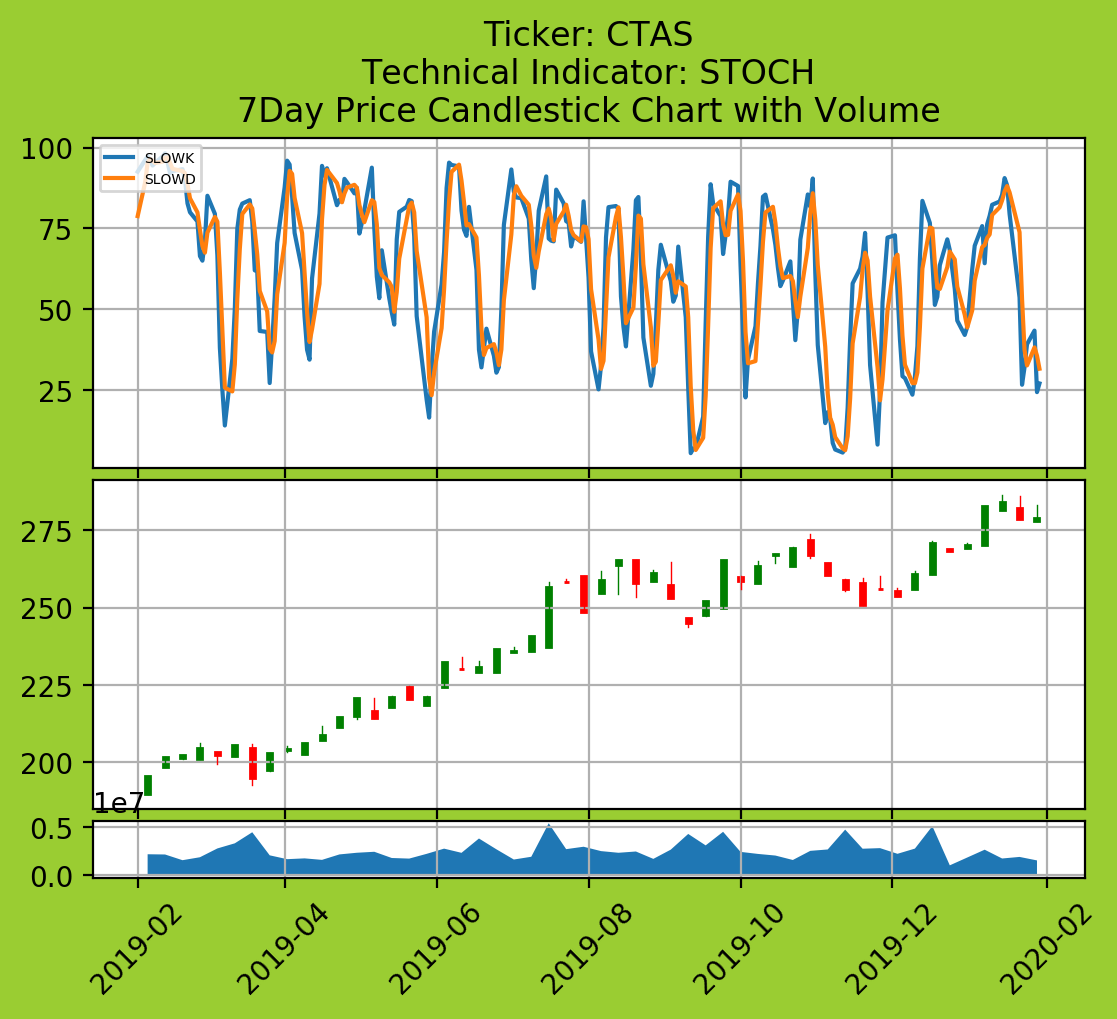 Ticker: CTAS
Technical Indicator: STOCH
7Day Price Candlestick Chart with Volume
100
75
50
25
SLOWK
SLOWD
275
250
225
200
1e7
0.5
0.0
2019-02
2019-04
2019-06
2019-08
2019-10
2019-12
2020-02